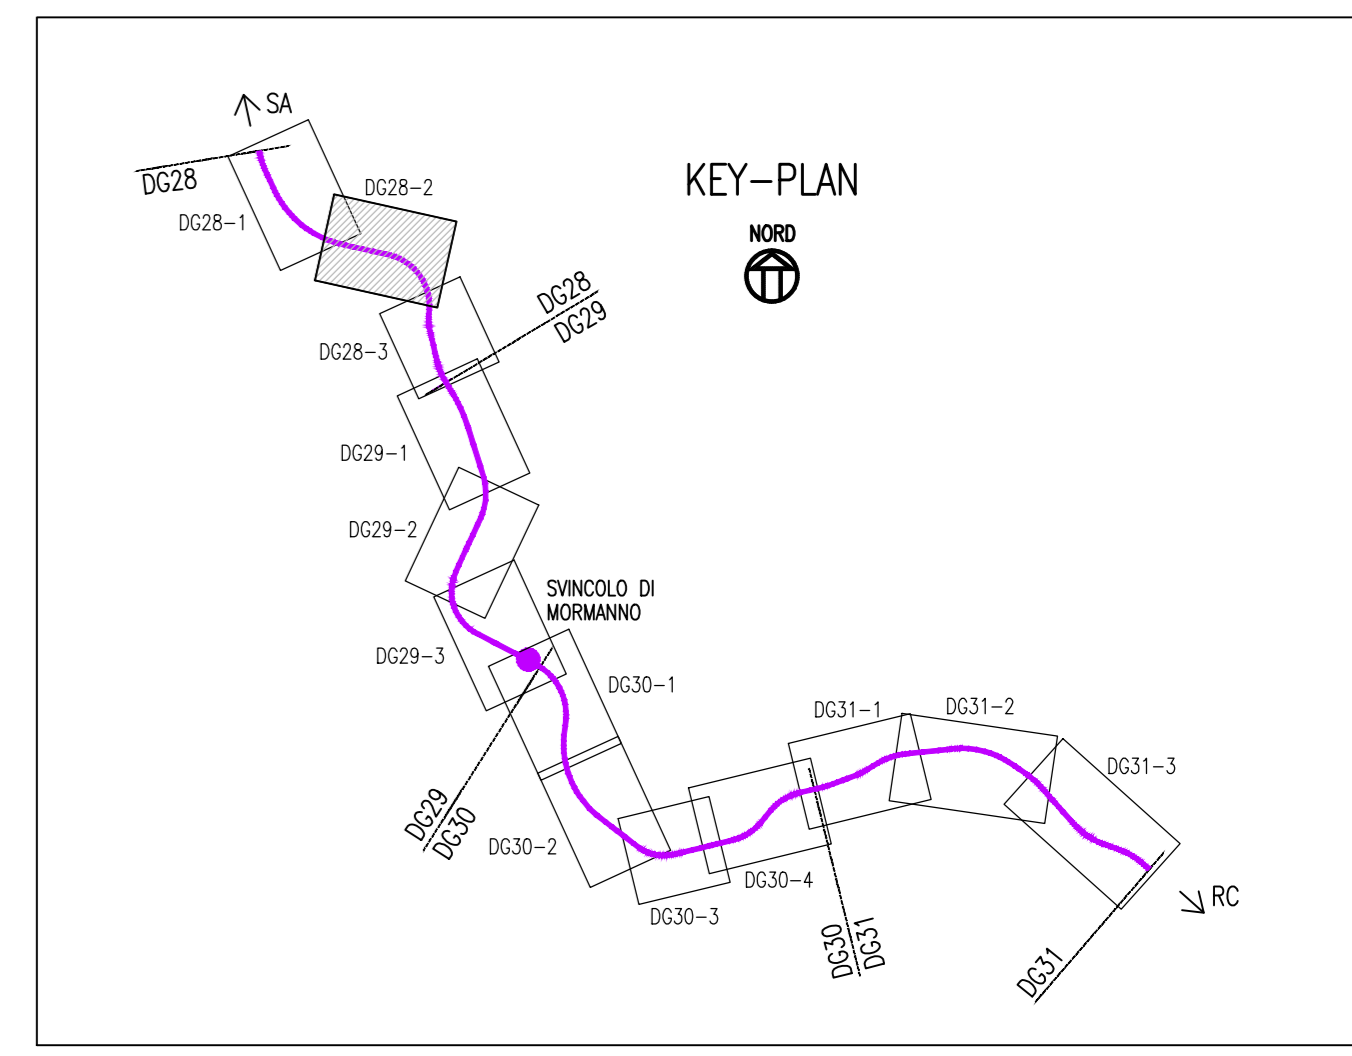 SA
DG28
DG28-1
DG28-2
KEY-PLAN
NORD
DG28
DG29
DG28-3
DG29-1
DG29-2
SVINCOLO DI
MORMANNO
DG29-3
DG30-1
DG31-1
DG31-2
DG31-3
DG29
DG30
DG30-2
DG30-4
DG30-3
RC
DG30
DG31
DG31